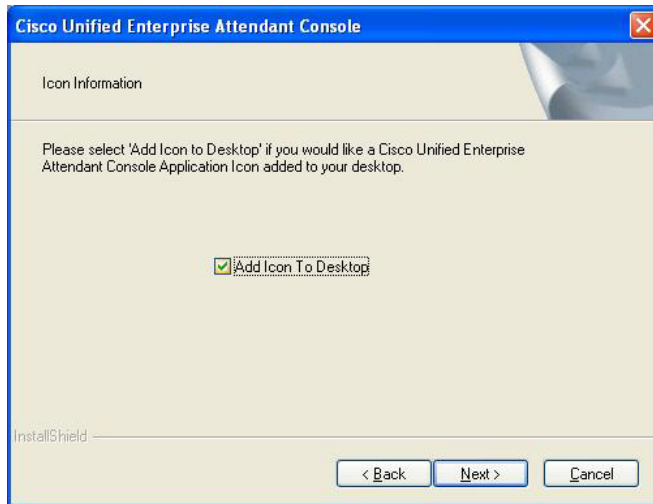 Cisco Unified Enterprise Attendant Console
Icon Information
Please select 'Add Icon to Desktop' if you would like a Cisco Unified Enterprise
Attendant Console Application Icon added to your desktop.
Add Icon To Desktop
InstallShield
< Back Next > Cancel